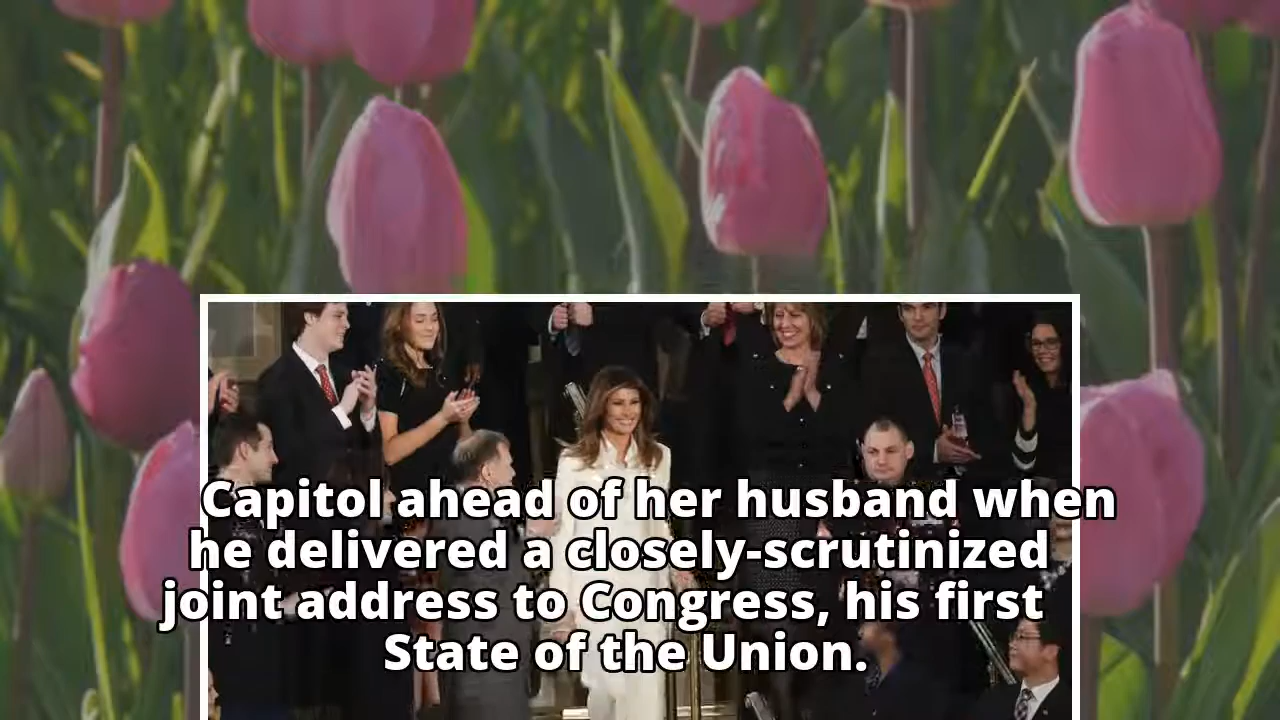 Capitol ahead of her husband when
he delivered a closely-scrutinized
joint address to Congress, his first
State of the Union.